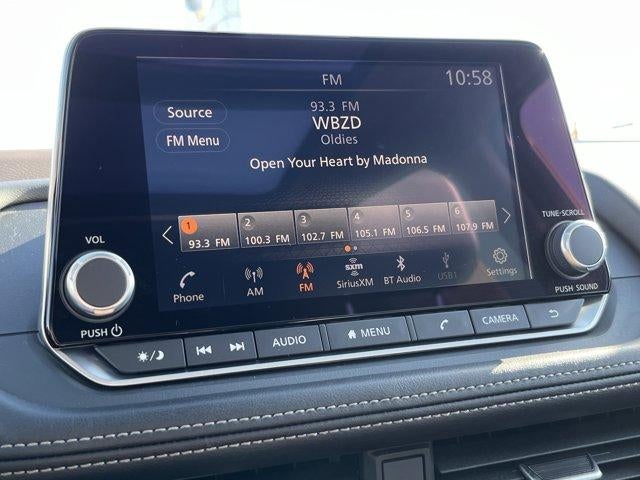 FM 10:58
Source
FM Menu
93.3 FM
WBZD
Oldies
Open Your Heart by Madonna
1 2 3 4 5 6
93.3 FM 100.3 FM 102.7 FM 105.1 FM 106.5 FM 107.9 FM
Phone AM FM sxm SiriusXM BT Audio USB1 Settings
VOL
PUSH
TUNE·SCROLL
PUSH SOUND
AUDIO MENU CAMERA